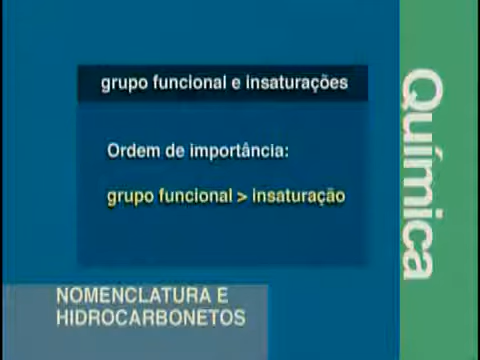 grupo funcional e insaturações
Ordem de importância:
grupo funcional > insaturação
Química
NOMENCLATURA E
HIDROCARBONETOS